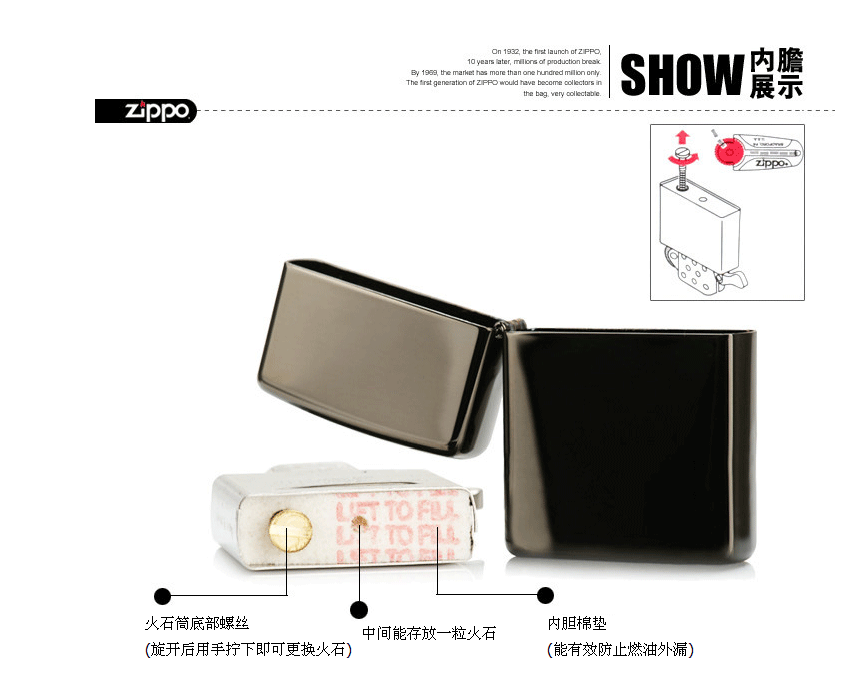 On 1932, the first launch of ZIPPO,
10 years later, millions of production break.
By 1969, the market has more than one hundred million only.
The first generation of ZIPPO would have become collectors in
the bag, very collectable.
SHOW 内膽
展示
zippo
zippo
LIFT TO FILL
LIFT TO FILL
LIFT TO FILL
火石筒底部螺丝
(旋开后用手拧下即可更换火石)
中间能存放一粒火石
内胆棉垫
(能有效防止燃油外漏)